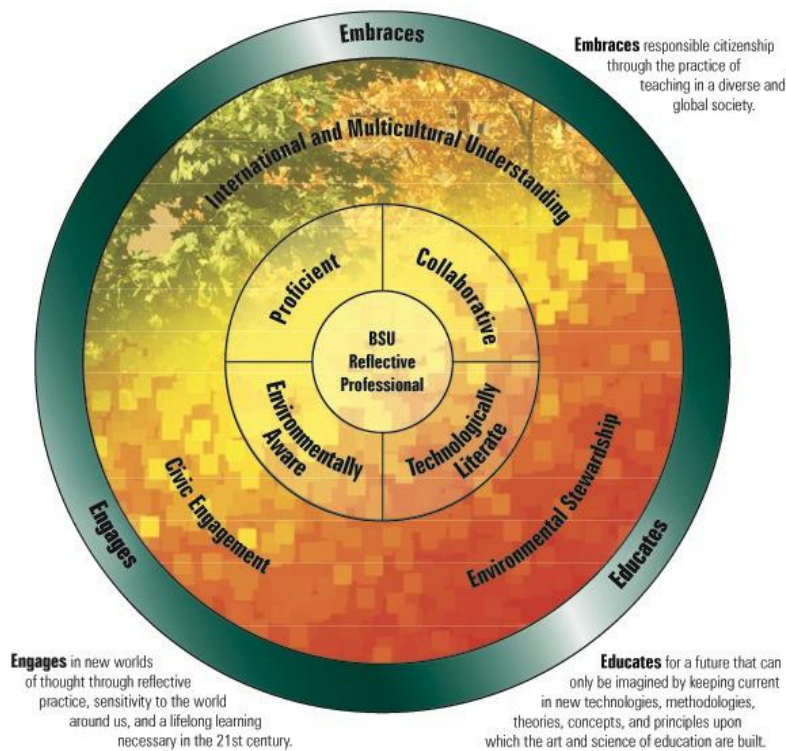 Embraces
Embraces responsible citizenship
through the practice of
teaching in a diverse and
global society.
International and Multicultural Understanding
Proficient
Collaborative
BSU
Reflective
Professional
Environmentally
Aware
Technologically
Literate
Civic Engagement
Environmental Stewardship
Engages
Educates
Engages in new worlds
of thought through reflective
practice, sensitivity to the world
around us, and a lifelong learning
necessary in the 21st century.
Educates for a future that can
only be imagined by keeping current
in new technologies, methodologies,
theories, concepts, and principles upon
which the art and science of education are built.